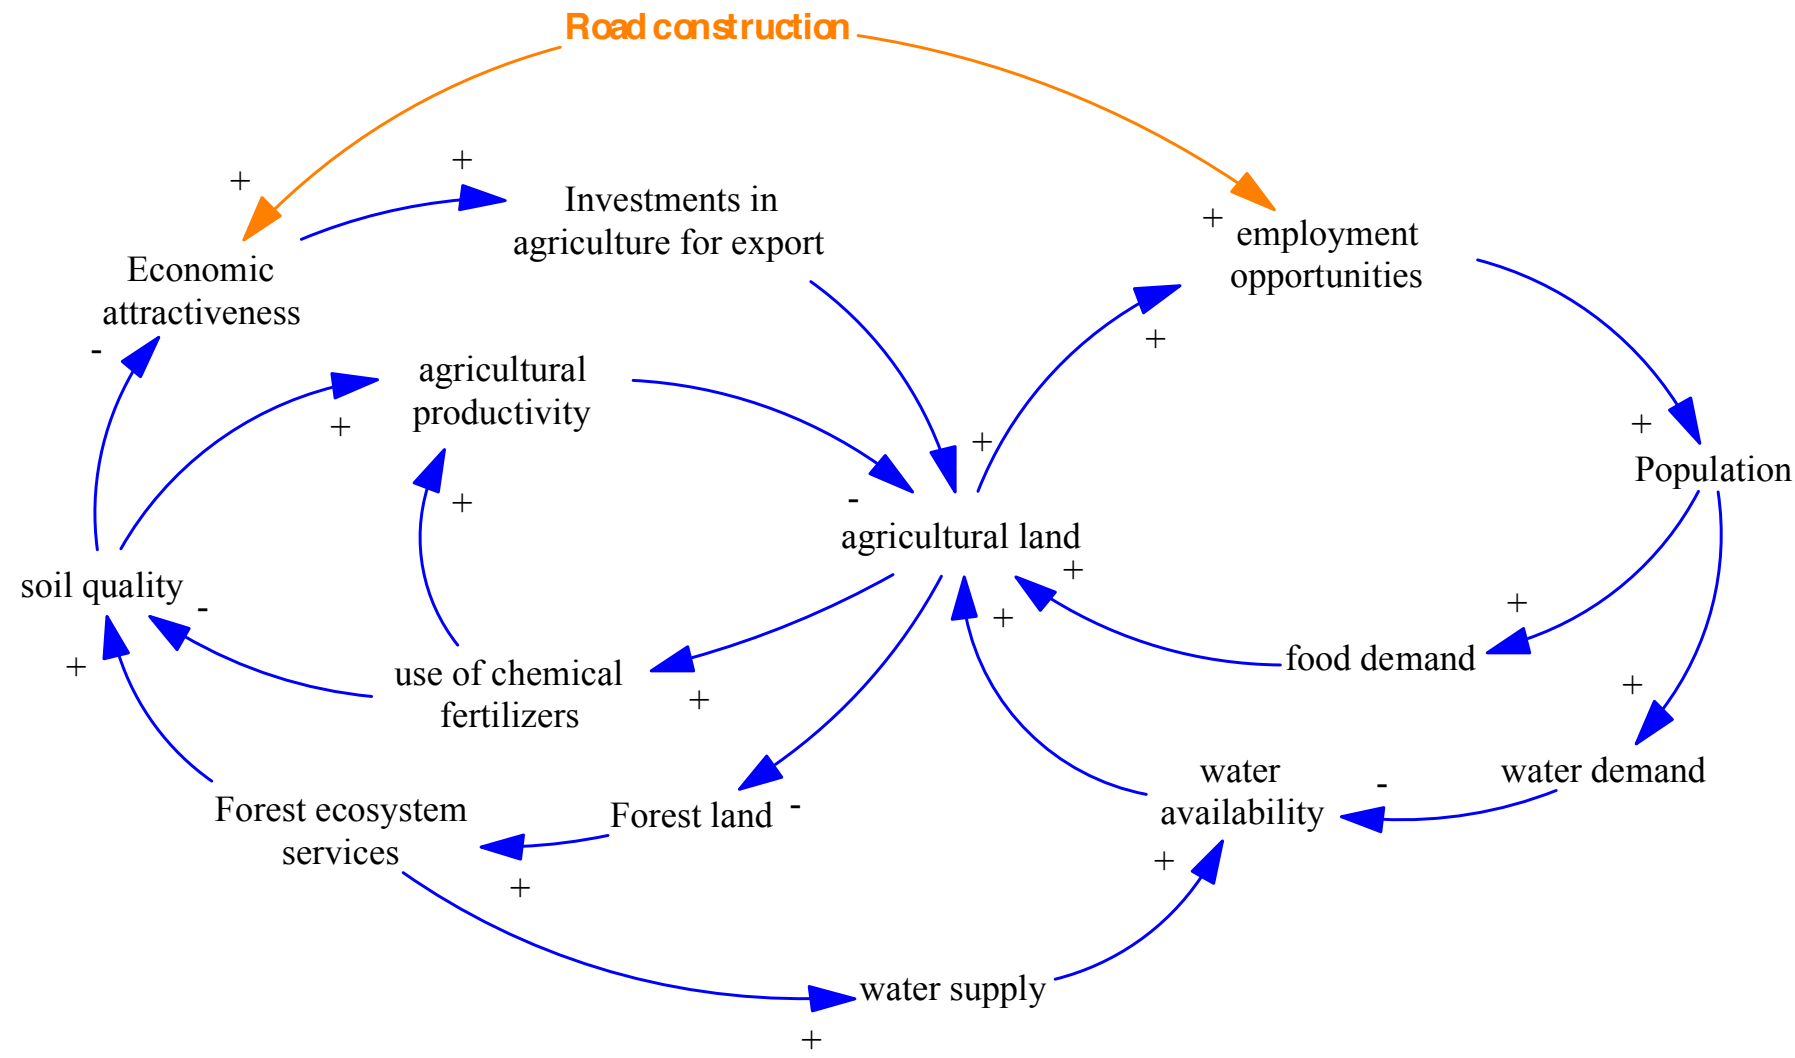 Road construction
+
+
Investments in
agriculture for export
+
employment
opportunities
Economic
attractiveness
-
+
agricultural
productivity
+
+
+
Population
+
-
agricultural land
+
soil quality
-
+
+
food demand
+
use of chemical
fertilizers
+
+
water
availability
-
water demand
Forest ecosystem
services
Forest land
-
+
+
water supply
+